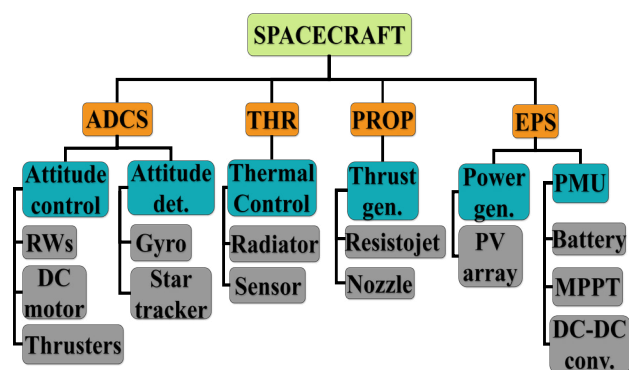 SPACECRAFT
ADCS
THR
PROP
EPS
Attitude
control
Attitude
det.
Thermal
Control
Thrust
gen.
Power
gen.
PMU
RWs
DC
motor
Thrusters
Gyro
Star
tracker
Radiator
Sensor
Resistojet
Nozzle
PV
array
Battery
MPPT
DC-DC
conv.